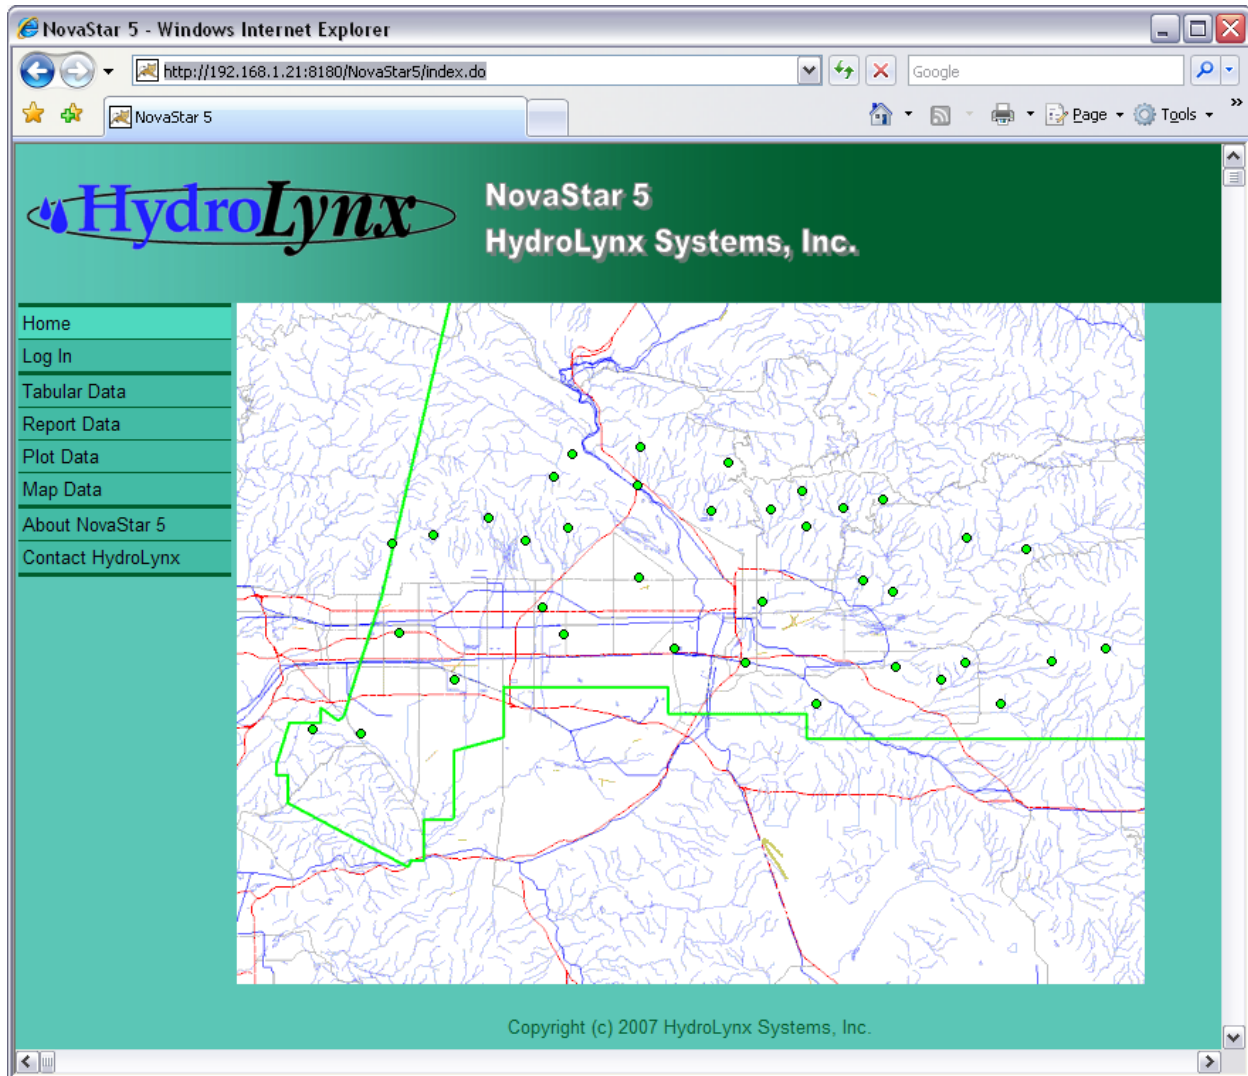 NovaStar 5 - Windows Internet Explorer
http://192.168.1.21:8180/NovaStar5/index.do
Google
NovaStar 5
Page
Tools
»
HydroLynx
NovaStar 5
HydroLynx Systems, Inc.
Home
Log In
Tabular Data
Report Data
Plot Data
Map Data
About NovaStar 5
Contact HydroLynx
Copyright (c) 2007 HydroLynx Systems, Inc.